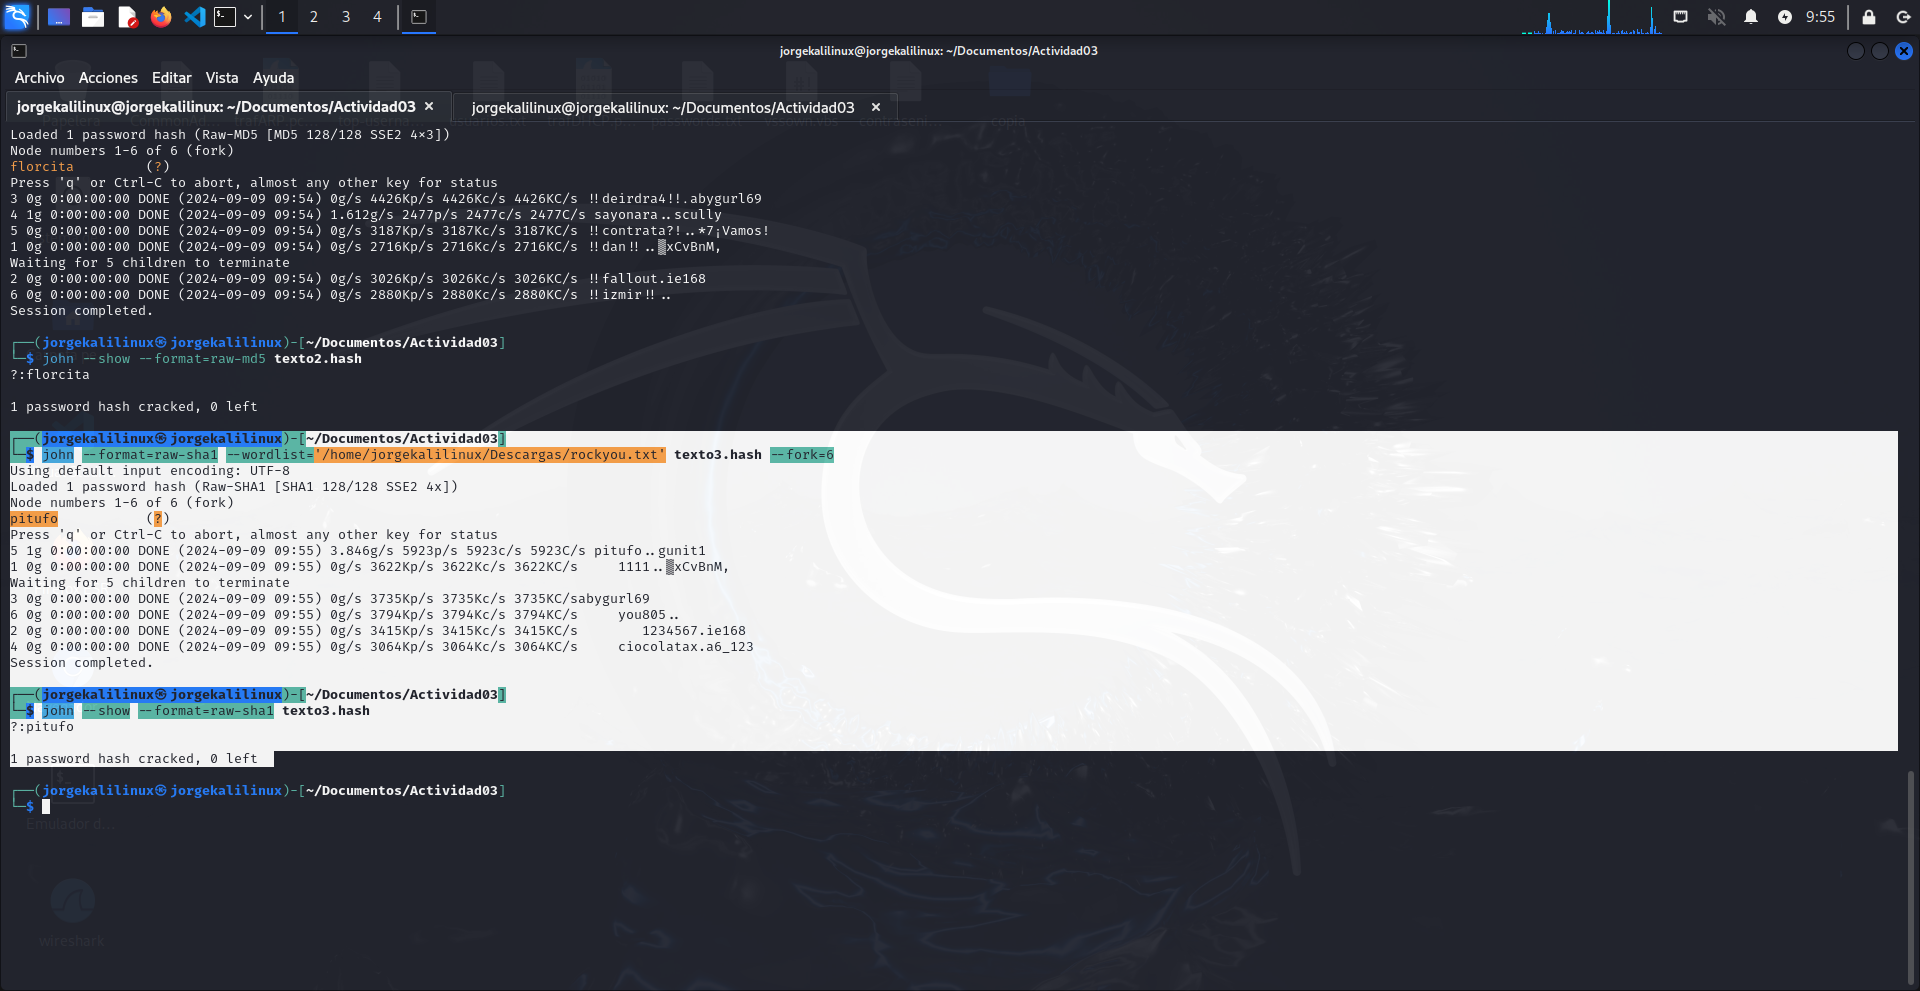 1 2 3 4 9:55
jorgekalilinux@jorgekalilinux: ~/Documentos/Actividad03
Archivo Acciones Editar Vista Ayuda
jorgekalilinux@jorgekalilinux: ~/Documentos/Actividad03 × jorgekalilinux@jorgekalilinux: ~/Documentos/Actividad03 ×
Loaded 1 password hash (Raw-MD5 [MD5 128/128 SSE2 4×3])
Node numbers 1-6 of 6 (fork)
florcita (?)
Press 'q' or Ctrl-C to abort, almost any other key for status
3 0g 0:00:00:00 DONE (2024-09-09 09:54) 0g/s 4426Kp/s 4426Kc/s 4426KC/s !!deirdra4!!.abygurl69
4 1g 0:00:00:00 DONE (2024-09-09 09:54) 1.612g/s 2477p/s 2477c/s 2477C/s sayonara..scully
5 0g 0:00:00:00 DONE (2024-09-09 09:54) 0g/s 3187Kp/s 3187Kc/s 3187KC/s !!contrata?!..*7¡Vamos!
1 0g 0:00:00:00 DONE (2024-09-09 09:54) 0g/s 2716Kp/s 2716Kc/s 2716KC/s !!dan!!..▒xCvBnM,
Waiting for 5 children to terminate
2 0g 0:00:00:00 DONE (2024-09-09 09:54) 0g/s 3026Kp/s 3026Kc/s 3026KC/s !!fallout.ie168
6 0g 0:00:00:00 DONE (2024-09-09 09:54) 0g/s 2880Kp/s 2880Kc/s 2880KC/s !!izmir!!..
Session completed.
┌──(jorgekalilinux㉿jorgekalilinux)-[~/Documentos/Actividad03]
└─$ john --show --format=raw-md5 texto2.hash
?:florcita
1 password hash cracked, 0 left
┌──(jorgekalilinux㉿jorgekalilinux)-[~/Documentos/Actividad03]
└─$ john --format=raw-sha1 --wordlist='/home/jorgekalilinux/Descargas/rockyou.txt' texto3.hash --fork=6
Using default input encoding: UTF-8
Loaded 1 password hash (Raw-SHA1 [SHA1 128/128 SSE2 4x])
Node numbers 1-6 of 6 (fork)
pitufo (?)
Press 'q' or Ctrl-C to abort, almost any other key for status
5 1g 0:00:00:00 DONE (2024-09-09 09:55) 3.846g/s 5923p/s 5923c/s 5923C/s pitufo..gunit1
1 0g 0:00:00:00 DONE (2024-09-09 09:55) 0g/s 3622Kp/s 3622Kc/s 3622KC/s 1111..▒xCvBnM,
Waiting for 5 children to terminate
3 0g 0:00:00:00 DONE (2024-09-09 09:55) 0g/s 3735Kp/s 3735Kc/s 3735KC/sabygurl69
6 0g 0:00:00:00 DONE (2024-09-09 09:55) 0g/s 3794Kp/s 3794Kc/s 3794KC/s you805..
2 0g 0:00:00:00 DONE (2024-09-09 09:55) 0g/s 3415Kp/s 3415Kc/s 3415KC/s 1234567.ie168
4 0g 0:00:00:00 DONE (2024-09-09 09:55) 0g/s 3064Kp/s 3064Kc/s 3064KC/s ciocolatax.a6_123
Session completed.
┌──(jorgekalilinux㉿jorgekalilinux)-[~/Documentos/Actividad03]
└─$ john --show --format=raw-sha1 texto3.hash
?:pitufo
1 password hash cracked, 0 left
┌──(jorgekalilinux㉿jorgekalilinux)-[~/Documentos/Actividad03]
└─$
Emulador d...
wireshark